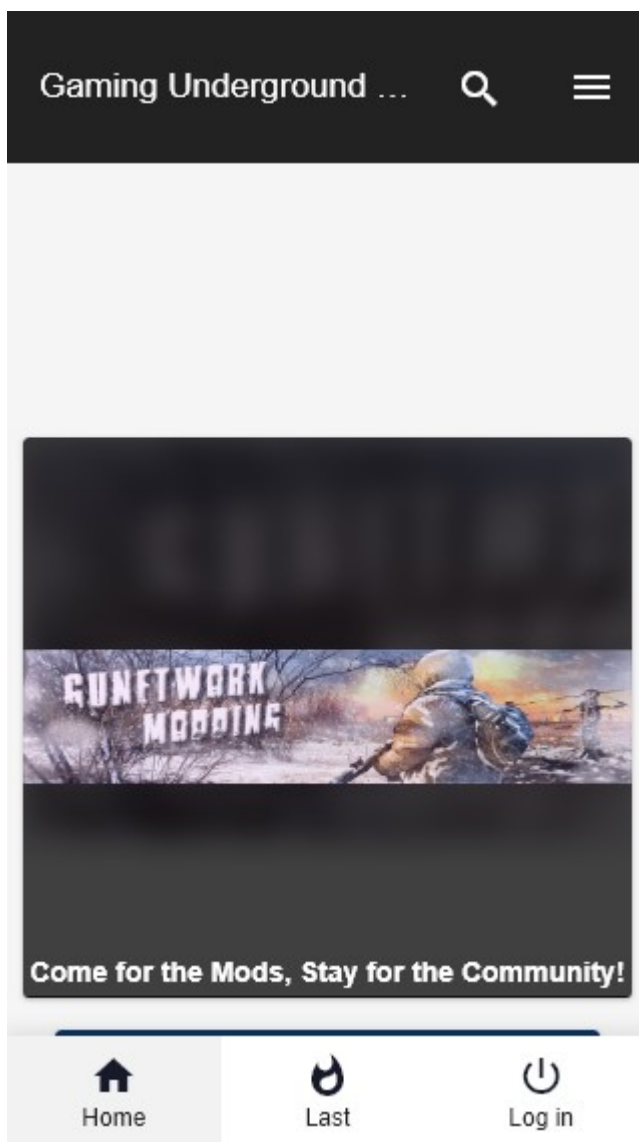 Gaming Underground ...
GUNETWORK
MODDING
Come for the Mods, Stay for the Community!
Home
Last
Log in